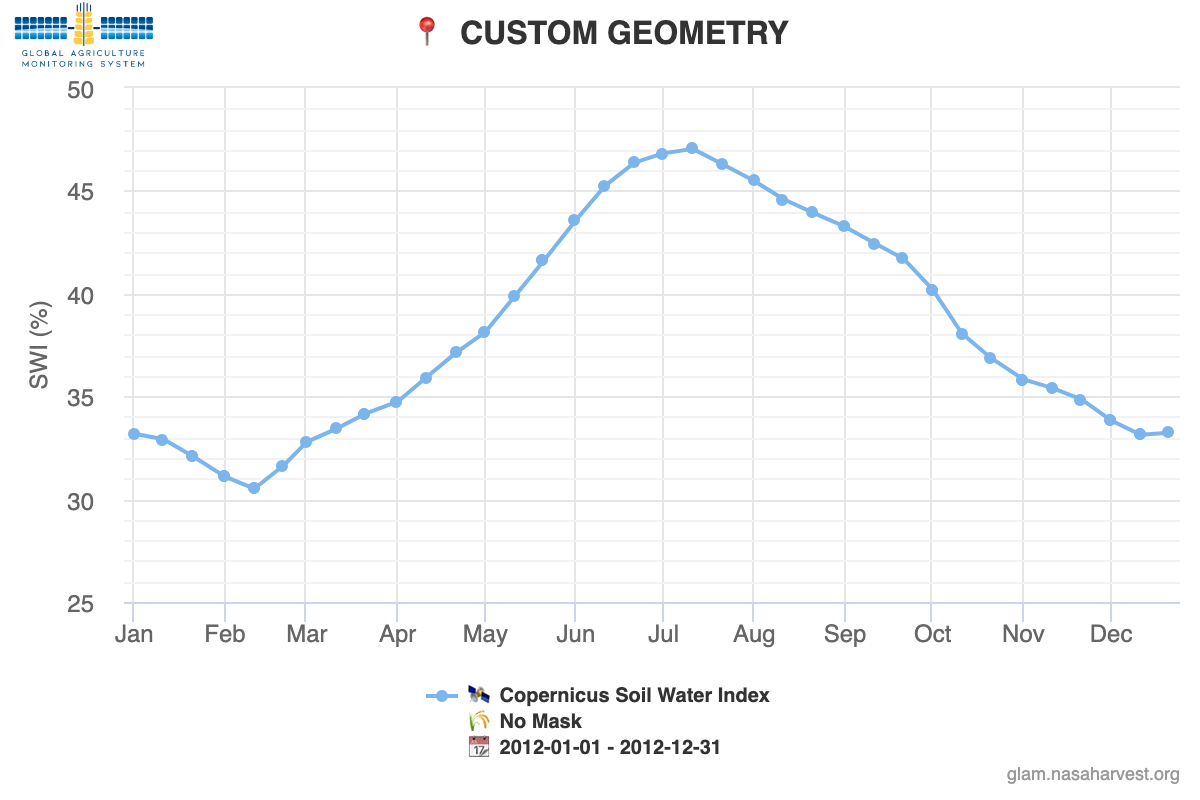 GLOBAL AGRICULTURE
MONITORING SYSTEM
CUSTOM GEOMETRY
50
45
40
35
30
25
SWI (%)
Jan Feb Mar Apr May Jun Jul Aug Sep Oct Nov Dec
Copernicus Soil Water Index
No Mask
17
2012-01-01 - 2012-12-31
glam.nasaharvest.org